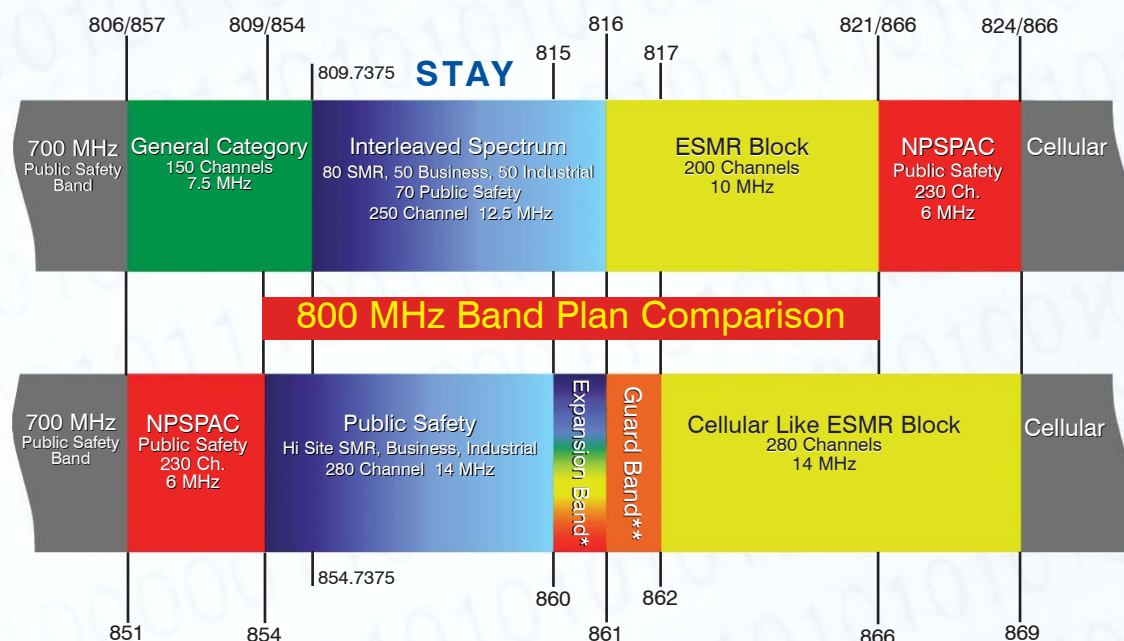 806/857
809/854
816
821/866
824/866
815
817
809.7375
STAY
700 MHz
Public Safety
Band
General Category
150 Channels
7.5 MHz
Interleaved Spectrum
80 SMR, 50 Business, 50 Industrial
70 Public Safety
250 Channel 12.5 MHz
ESMR Block
200 Channels
10 MHz
NPSPAC
Public Safety
230 Ch.
6 MHz
Cellular
800 MHz Band Plan Comparison
700 MHz
Public Safety
Band
NPSPAC
Public Safety
230 Ch.
6 MHz
Public Safety
Hi Site SMR, Business, Industrial
280 Channel 14 MHz
Expansion Band*
Guard Band**
Cellular Like ESMR Block
280 Channels
14 MHz
Cellular
854.7375
860
862
851
854
861
866
869